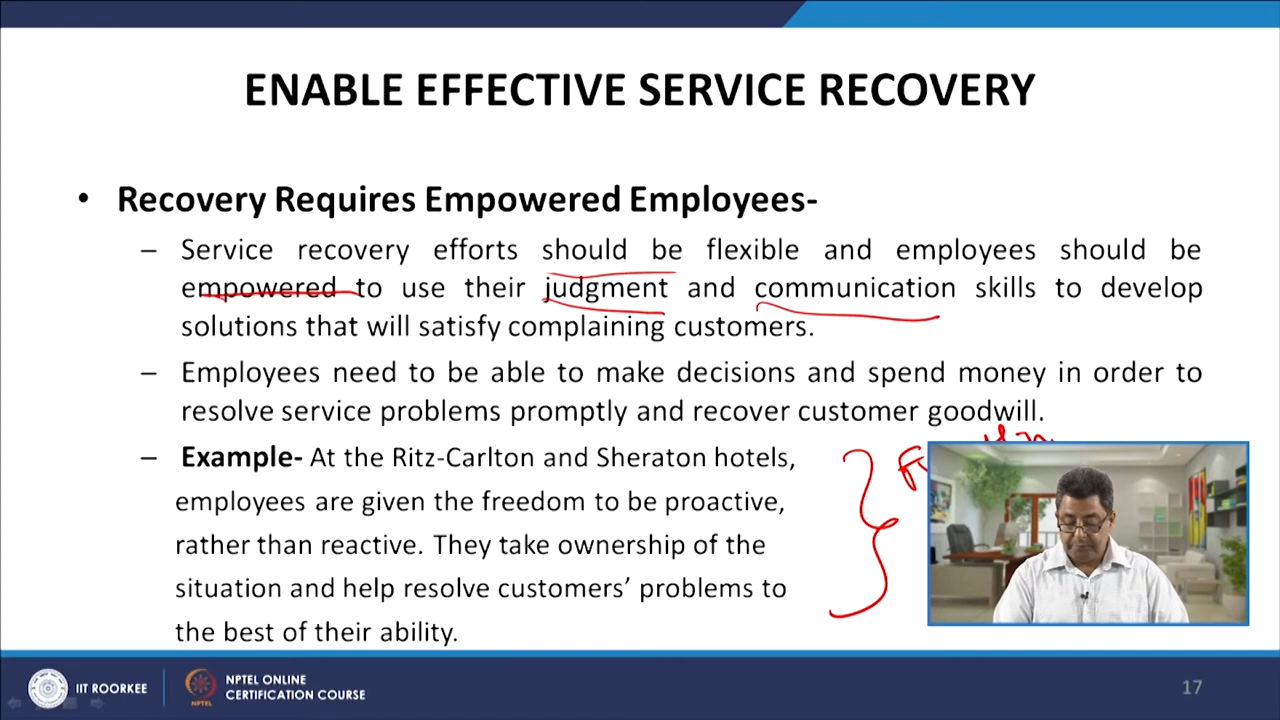 ENABLE EFFECTIVE SERVICE RECOVERY
• Recovery Requires Empowered Employees-
– Service recovery efforts should be flexible and employees should be
empowered to use their judgment and communication skills to develop
solutions that will satisfy complaining customers.
– Employees need to be able to make decisions and spend money in order to
resolve service problems promptly and recover customer goodwill.
– Example- At the Ritz-Carlton and Sheraton hotels,
employees are given the freedom to be proactive,
rather than reactive. They take ownership of the
situation and help resolve customers’ problems to
the best of their ability.
IIT ROORKEE
NPTEL
NPTEL ONLINE
CERTIFICATION COURSE
17